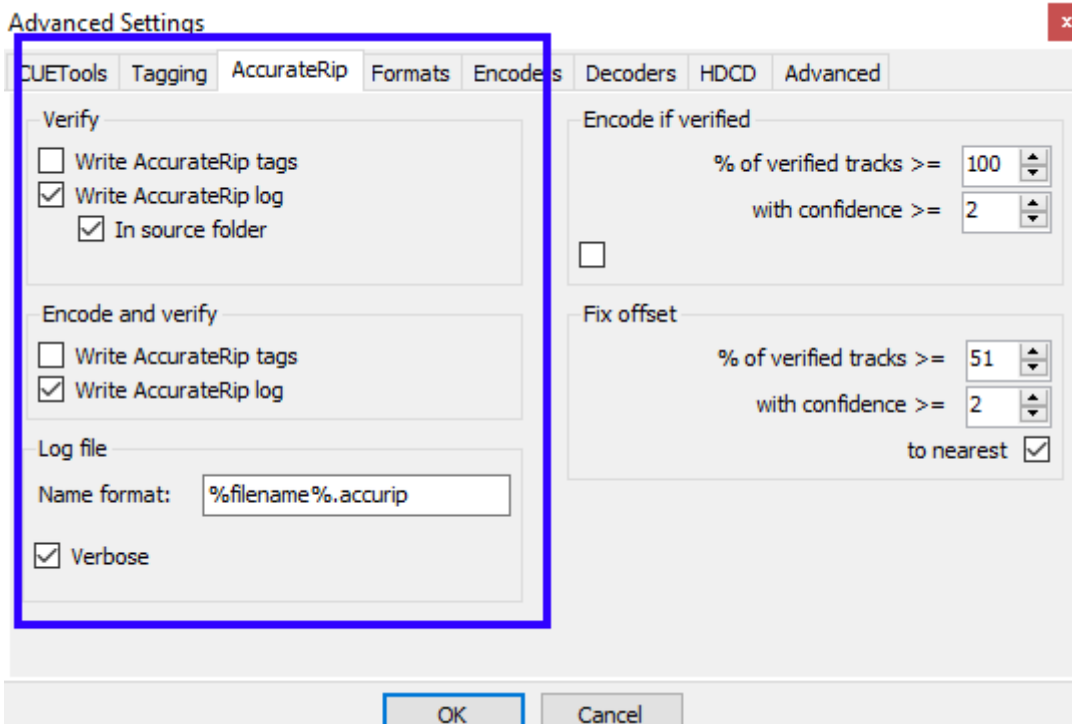 Advanced Settings
x
CUETools Tagging AccurateRip Formats Encoders Decoders HDCD Advanced
Verify
Write AccurateRip tags
Write AccurateRip log
In source folder
Encode and verify
Write AccurateRip tags
Write AccurateRip log
Log file
Name format: %filename%.accurip
Verbose
Encode if verified
% of verified tracks >= 100
with confidence >= 2
Fix offset
% of verified tracks >= 51
with confidence >= 2
to nearest
OK Cancel